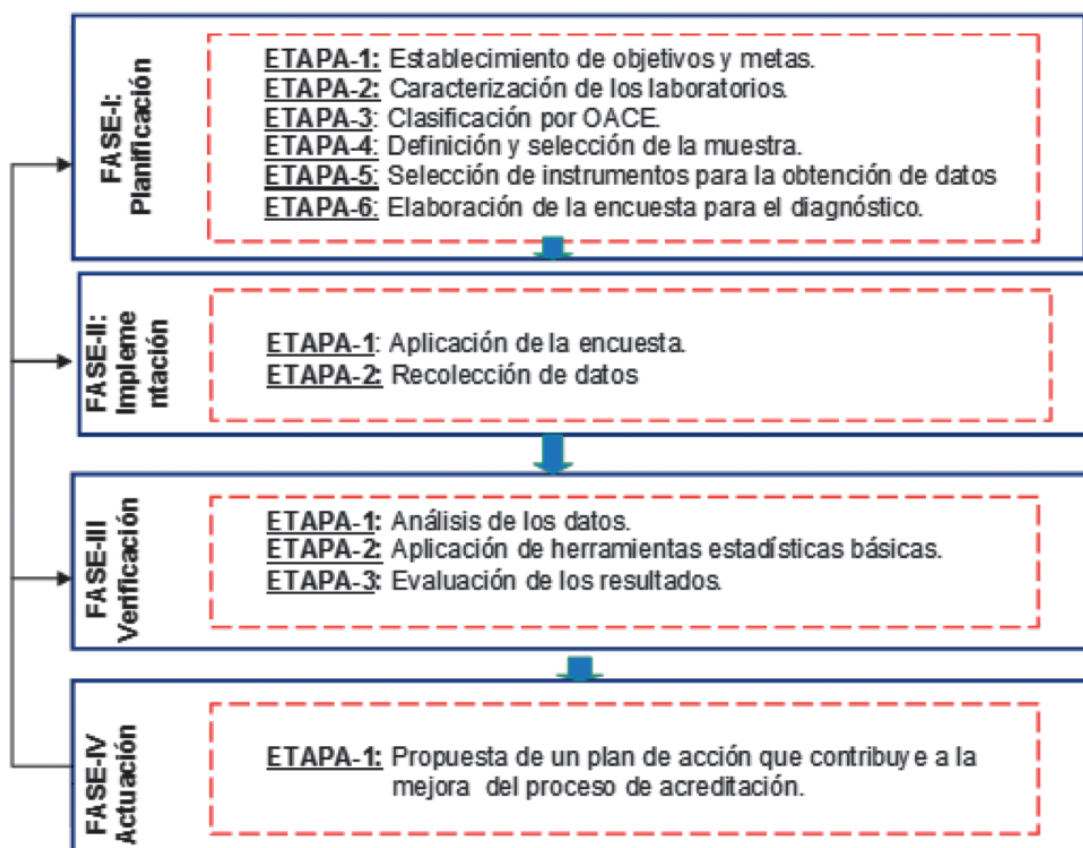 FASE-I:
Planificación
ETAPA-1: Establecimiento de objetivos y metas.
ETAPA-2: Caracterización de los laboratorios.
ETAPA-3: Clasificación por OACE.
ETAPA-4: Definición y selección de la muestra.
ETAPA-5: Selección de instrumentos para la obtención de datos
ETAPA-6: Elaboración de la encuesta para el diagnóstico.
FASE-II:
Impleme
ntación
ETAPA-1: Aplicación de la encuesta.
ETAPA-2: Recolección de datos
FASE-III
Verificación
ETAPA-1: Análisis de los datos.
ETAPA-2: Aplicación de herramientas estadísticas básicas.
ETAPA-3: Evaluación de los resultados.
FASE-IV
Actuación
ETAPA-1: Propuesta de un plan de acción que contribuye a la
mejora del proceso de acreditación.